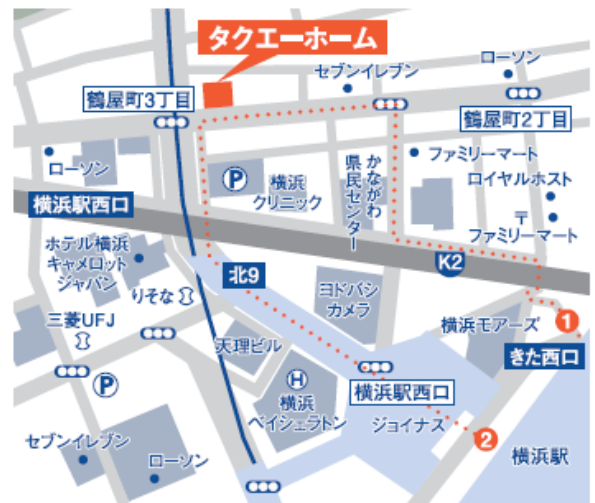 タクエーホーム
セブンイレブン
ローソン
鶴屋町3丁目
鶴屋町2丁目
ローソン
P
横浜
クリニック
かながわ
県民センター
ファミリーマート
ロイヤルホスト
〒
ファミリーマート
横浜駅西口
K2
ホテル横浜
キャメロット
ジャパン
北9
りそな
ヨドバシ
カメラ
横浜モアーズ
1
きた西口
三菱UFJ
天理ビル
P
H
横浜
ベイシェラトン
横浜駅西口
ジョイナス
2
横浜駅
セブンイレブン
ローソン